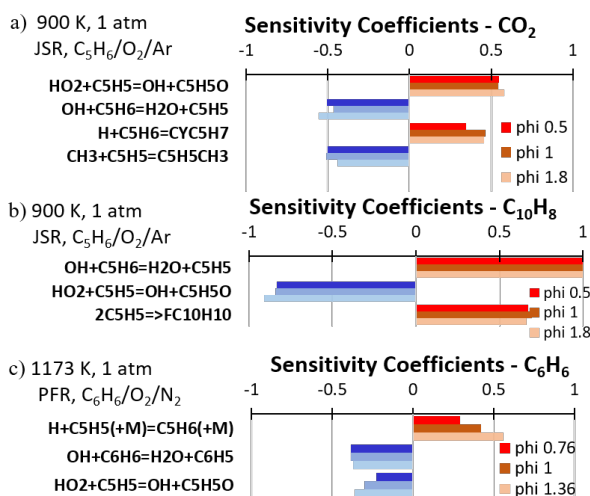 a) 900 K, 1 atm
JSR, C₅H₆/O₂/Ar
Sensitivity Coefficients - CO₂
-1 -0.5 0 0.5 1
HO2+C5H5=OH+C5H5O
OH+C5H6=H2O+C5H5
H+C5H6=CYC5H7
CH3+C5H5=C5H5CH3
phi 0.5
phi 1
phi 1.8
b) 900 K, 1 atm
JSR, C₅H₆/O₂/Ar
Sensitivity Coefficients - C₁₀H₈
-1 -0.5 0 0.5 1
OH+C5H6=H2O+C5H5
HO2+C5H5=OH+C5H5O
2C5H5=>FC10H10
phi 0.5
phi 1
phi 1.8
c) 1173 K, 1 atm
PFR, C₆H₆/O₂/N₂
Sensitivity Coefficients - C₆H₆
-1 -0.5 0 0.5 1
H+C5H5(+M)=C5H6(+M)
OH+C6H6=H2O+C6H5
HO2+C5H5=OH+C5H5O
phi 0.76
phi 1
phi 1.36